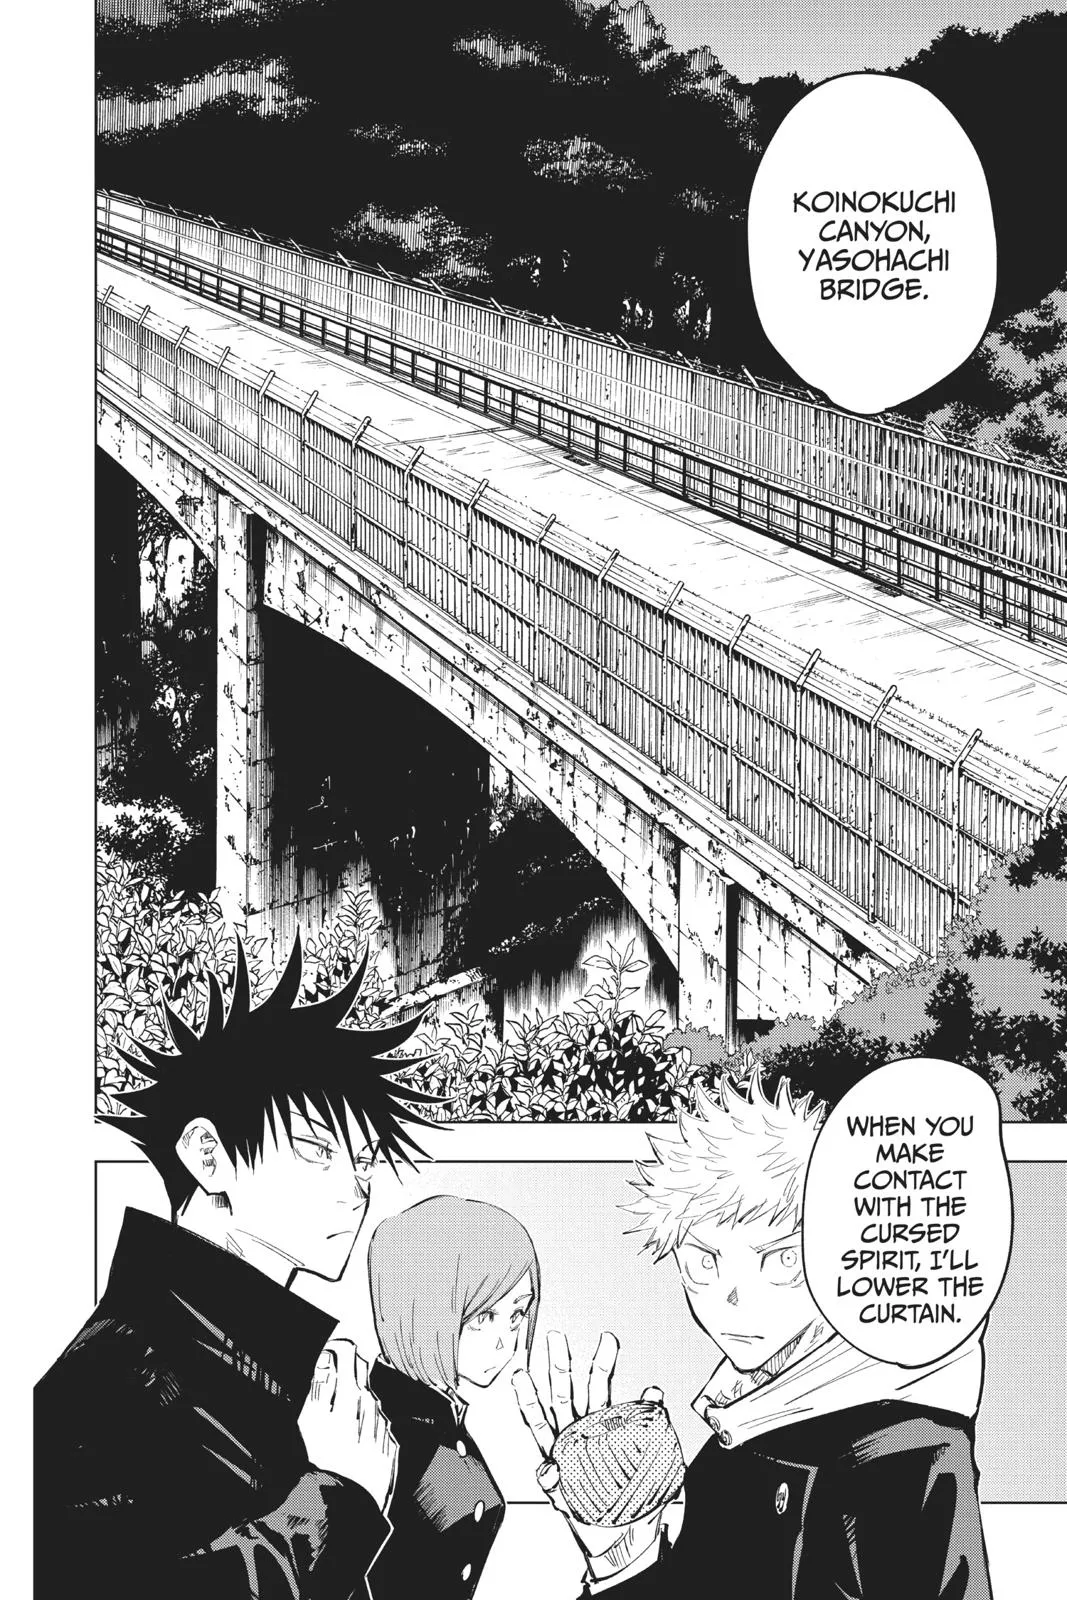 KOINOKUCHI
CANYON,
YASOHACHI
BRIDGE.
WHEN YOU
MAKE
CONTACT
WITH THE
CURSED
SPIRIT, I'LL
LOWER THE
CURTAIN.